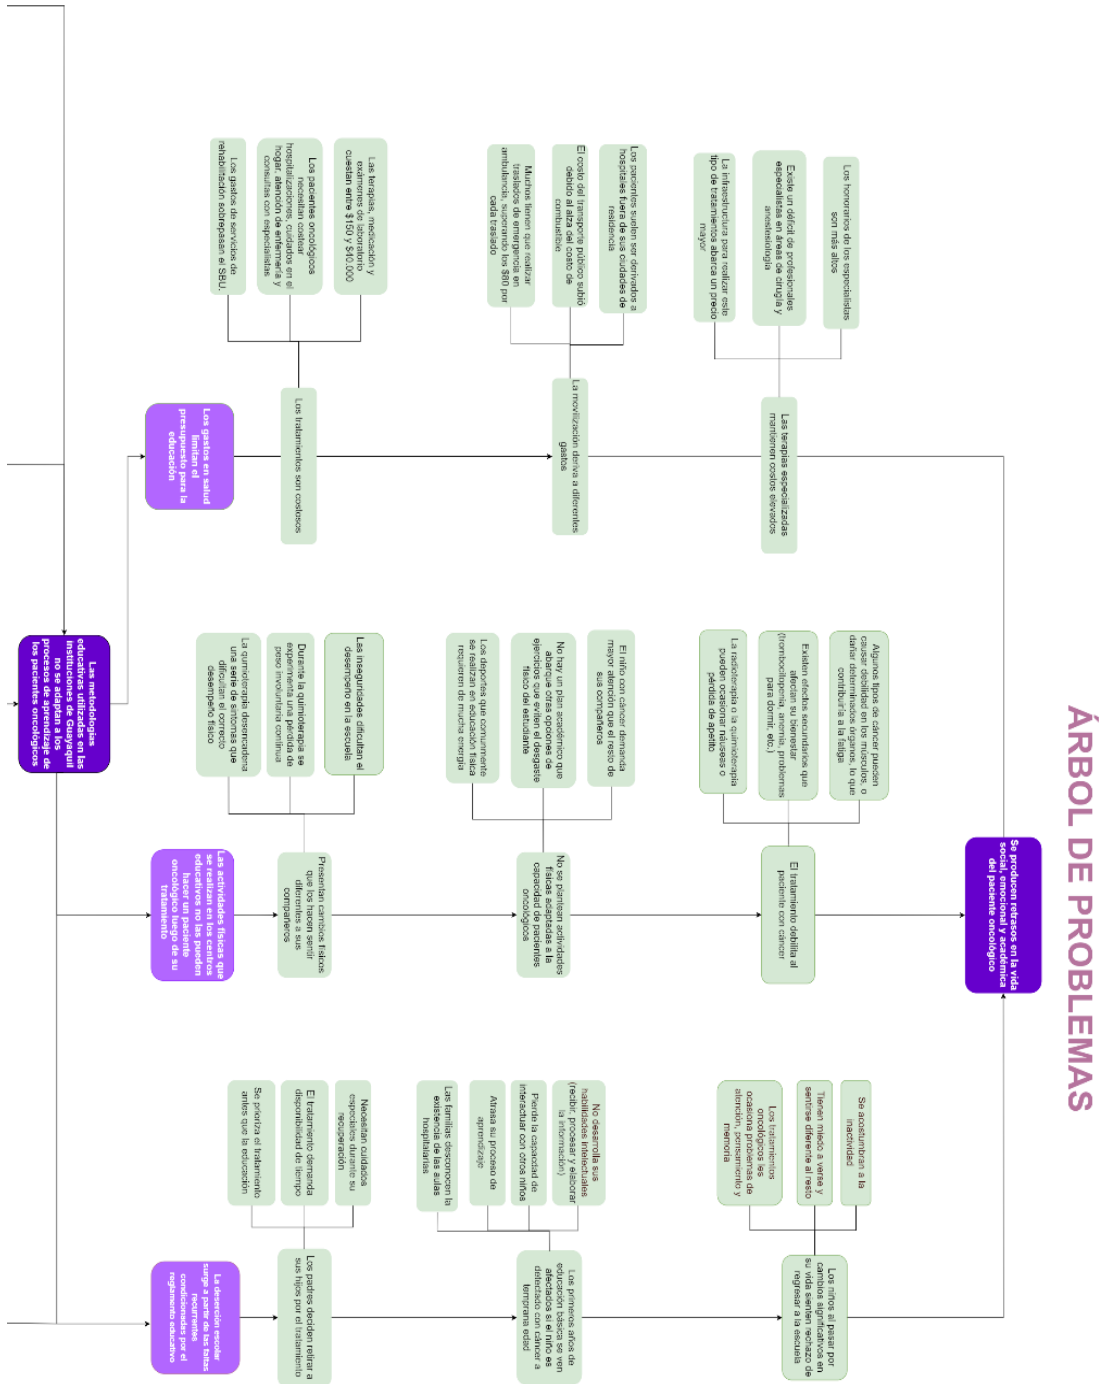 ÁRBOL DE PROBLEMAS
Se producen retrasos en la vida
social, emocional y académica
del paciente oncológico
Los honorarios de los especialistas
son más altos
Existe un déficit de profesionales
especialistas en áreas de cirugía y
anestesiología
La infraestructura para realizar este
tipo de tratamientos abarca un precio
mayor
Las terapias especializadas
mantienen costos elevados
Algunos tipos de cáncer pueden
causar debilidad en los músculos, o
dañar determinados órganos, lo que
contribuiría a la fatiga
Existen efectos secundarios que
afectan su bienestar
(trombocitopenia, anemia, problemas
para dormir, etc.)
La radioterapia o la quimioterapia
pueden ocasionar náuseas o
pérdida de apetito
El tratamiento debilita al
paciente con cáncer
Se acostumbran a la
inactividad
Tienen miedo a verse y
sentirse diferente al resto
Los tratamientos
oncológicos les
ocasiona problemas de
atención, pensamiento y
memoria
Los niños al pasar por
cambios significativos en
su vida sienten rechazo de
regresar a la escuela
Los pacientes suelen ser derivados a
hospitales fuera de sus ciudades de
residencia
El costo del transporte público subió
debido al alza del costo de
combustible
Muchos tienen que realizar
traslados de emergencia en
ambulancia, superando los $80 por
cada traslado
La movilización deriva a diferentes
gastos
El niño con cáncer demanda
mayor atención que el resto de
sus compañeros
No hay un plan académico que
abarque otras opciones de
ejercicios que eviten el desgaste
físico del estudiante
Los deportes que comunmente
se realizan en educación física
requieren de mucha energía
No se plantean actividades
físicas adaptadas a la
capacidad de pacientes
oncológicos
No desarrolla sus
habilidades intelectuales
(recibir, procesar y elaborar
la información)
Pierde la capacidad de
interactuar con otros niños
Atrasa su proceso de
aprendizaje
Las familias desconocen la
existencia de las aulas
hospitalarias
Los primeros años de
educación básica se ven
afectados si el niño es
detectado con cáncer a
temprana edad
Las terapias, medicación y
exámenes de laboratorio
cuestan entre $150 y $40.000
Los pacientes oncológicos
necesitan costear
hospitalizaciones, cuidados en el
hogar, atención de enfermería y
consultas con especialistas
Los gastos de servicios de
rehabilitación sobrepasan el SBU.
Los tratamientos son costosos
Las inseguridades dificultan el
desempeño en la escuela
Durante la quimioterapia se
experimenta una pérdida de
peso involuntaria continua
La quimioterapia desencadena
una serie de síntomas que
dificultan el correcto
desempeño físico
Presentan cambios físicos
que los hacen sentir
diferentes a sus
compañeros
Necesitan cuidados
especiales durante su
recuperación
El tratamiento demanda
disponibilidad de tiempo
Se prioriza el tratamiento
antes que la educación
Los padres deciden retirar a
sus hijos por el tratamiento
Los gastos en salud
limitan el
presupuesto para la
educación
Las actividades físicas que
se realizan en los centros
educativos no las pueden
hacer un paciente
oncológico luego de su
tratamiento
La deserción escolar
surge a partir de las faltas
recurrentes
condicionadas por el
reglamento educativo
Las metodologías
educativas utilizadas en las
instituciones de Guayaquil
no se adaptan a los
procesos de aprendizaje de
los pacientes oncológicos